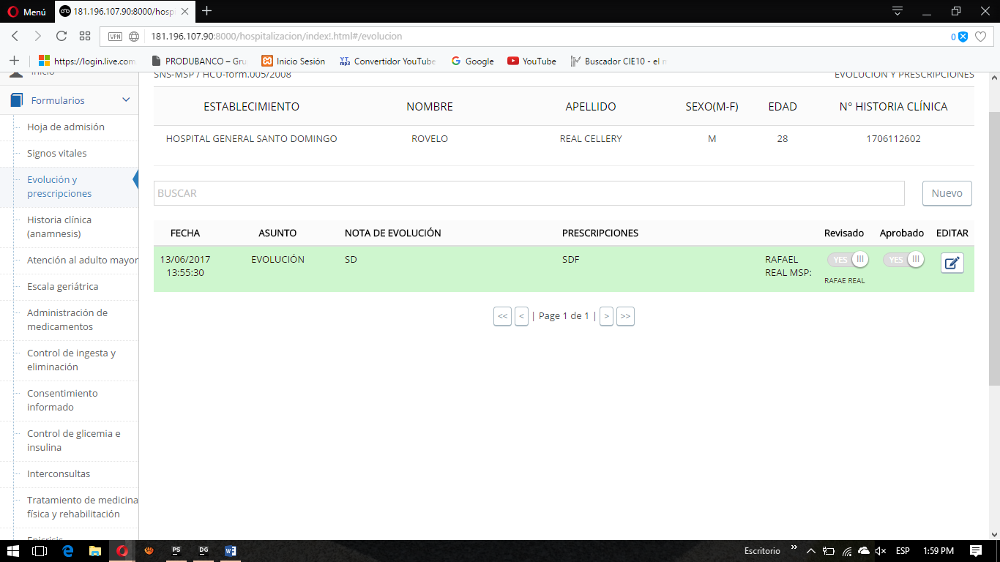 Menú
181.196.107.90:8000/hospi
VPN
181.196.107.90:8000/hospitalizacion/index!.html#/evolucion
0
https://login.live.com
PRODUBANCO – Gru
Inicio Sesión
Convertidor YouTube
Google
YouTube
Buscador CIE10 - el n
Inicio
SNS-MSP / HCU-form.005/2008
EVOLUCION Y PRESCRIPCIONES
Formularios
Hoja de admisión
Signos vitales
Evolución y
prescripciones
Historia clínica
(anamnesis)
Atención al adulto mayor
Escala geriátrica
Administración de
medicamentos
Control de ingesta y
eliminación
Consentimiento
informado
Control de glicemia e
insulina
Interconsultas
Tratamiento de medicina
física y rehabilitación
Epicrisis
ESTABLECIMIENTO NOMBRE APELLIDO SEXO(M-F) EDAD N° HISTORIA CLÍNICA
HOSPITAL GENERAL SANTO DOMINGO ROVELO REAL CELLERY M 28 1706112602
BUSCAR
Nuevo
FECHA ASUNTO NOTA DE EVOLUCIÓN PRESCRIPCIONES Revisado Aprobado EDITAR
13/06/2017 EVOLUCIÓN SD SDF RAFAEL YES YES
13:55:30 REAL MSP:
RAFAE REAL
<< < | Page 1 de 1 | > >>
PS
DG
Escritorio
ESP
1:59 PM